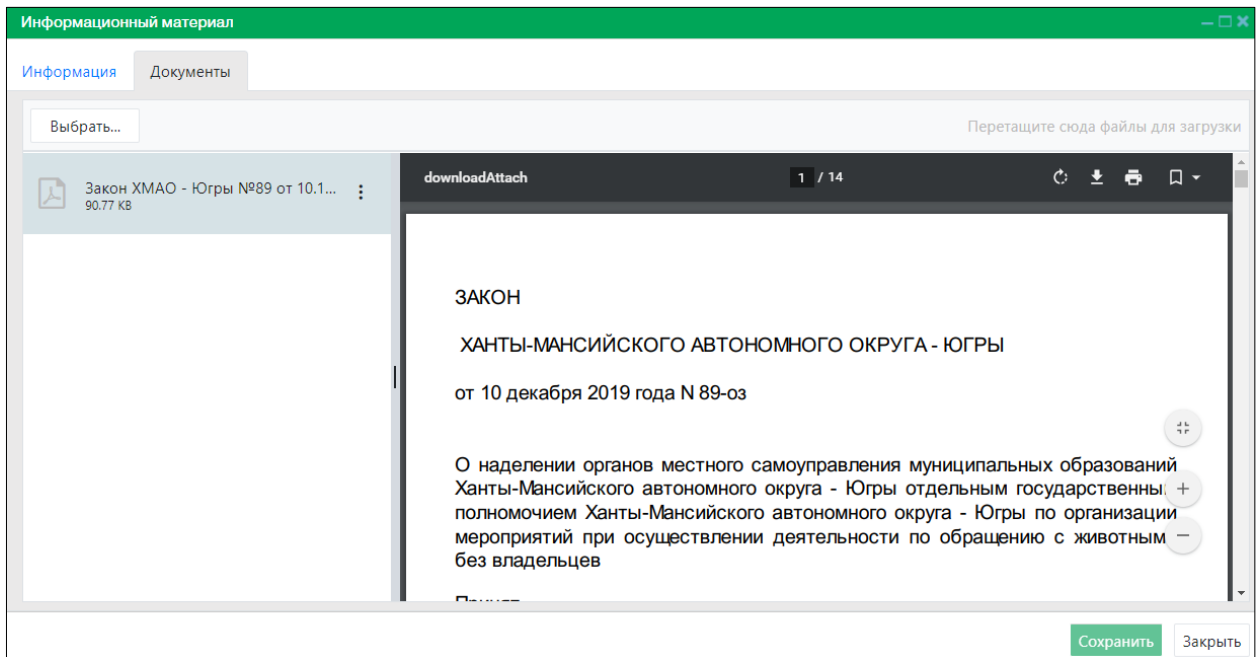 Информационный материал
Информация
Документы
Выбрать...
Перетащите сюда файлы для загрузки
Закон ХМАО - Югры №89 от 10.1...
90.77 KB
downloadAttach
1 / 14
ЗАКОН
ХАНТЫ-МАНСИЙСКОГО АВТОНОМНОГО ОКРУГА - ЮГРЫ
от 10 декабря 2019 года N 89-оз
О наделении органов местного самоуправления муниципальных образований
Ханты-Мансийского автономного округа - Югры отдельным государственны
полномочием Ханты-Мансийского автономного округа - Югры по организации
мероприятий при осуществлении деятельности по обращению с животным
без владельцев
Принят
Сохранить
Закрыть